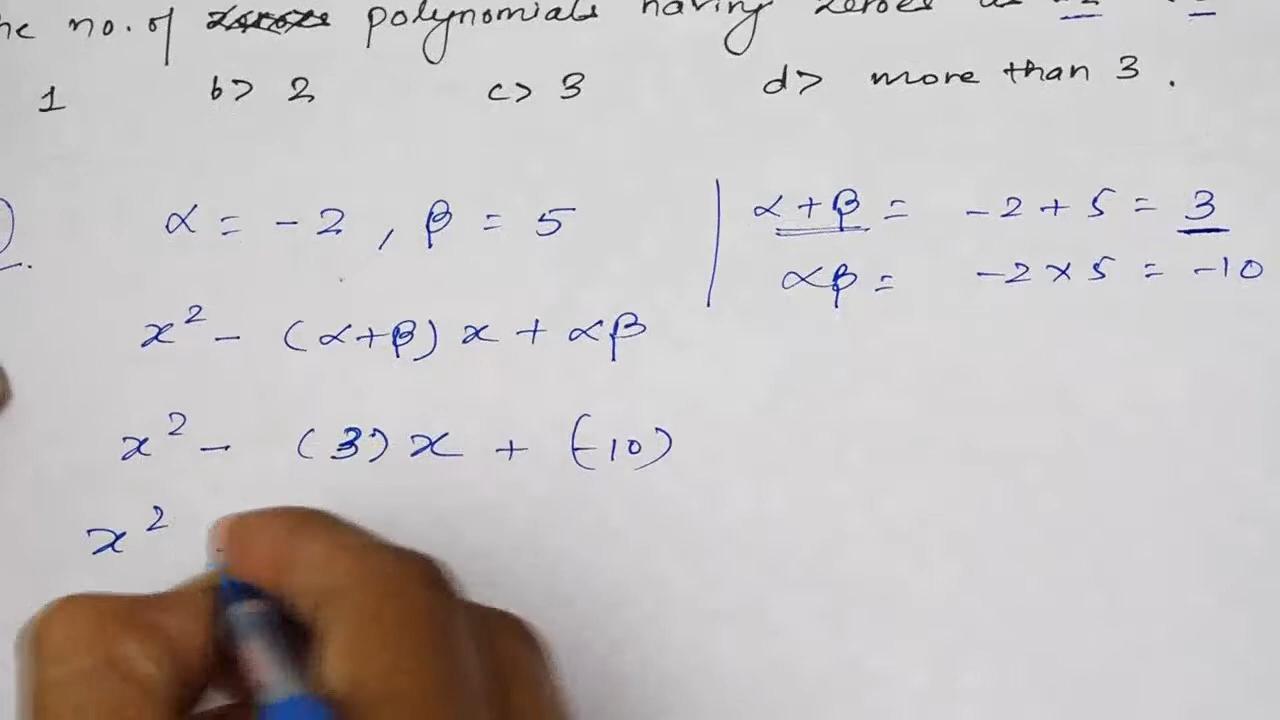 no. of polynomials having zeroes
1 b> 2 c> 3 d> more than 3 .
α = -2 , β = 5
α+β = -2+5 = 3
αβ = -2×5 = -10
x² - (α+β) x + αβ
x² - (3)x + (-10)
x²